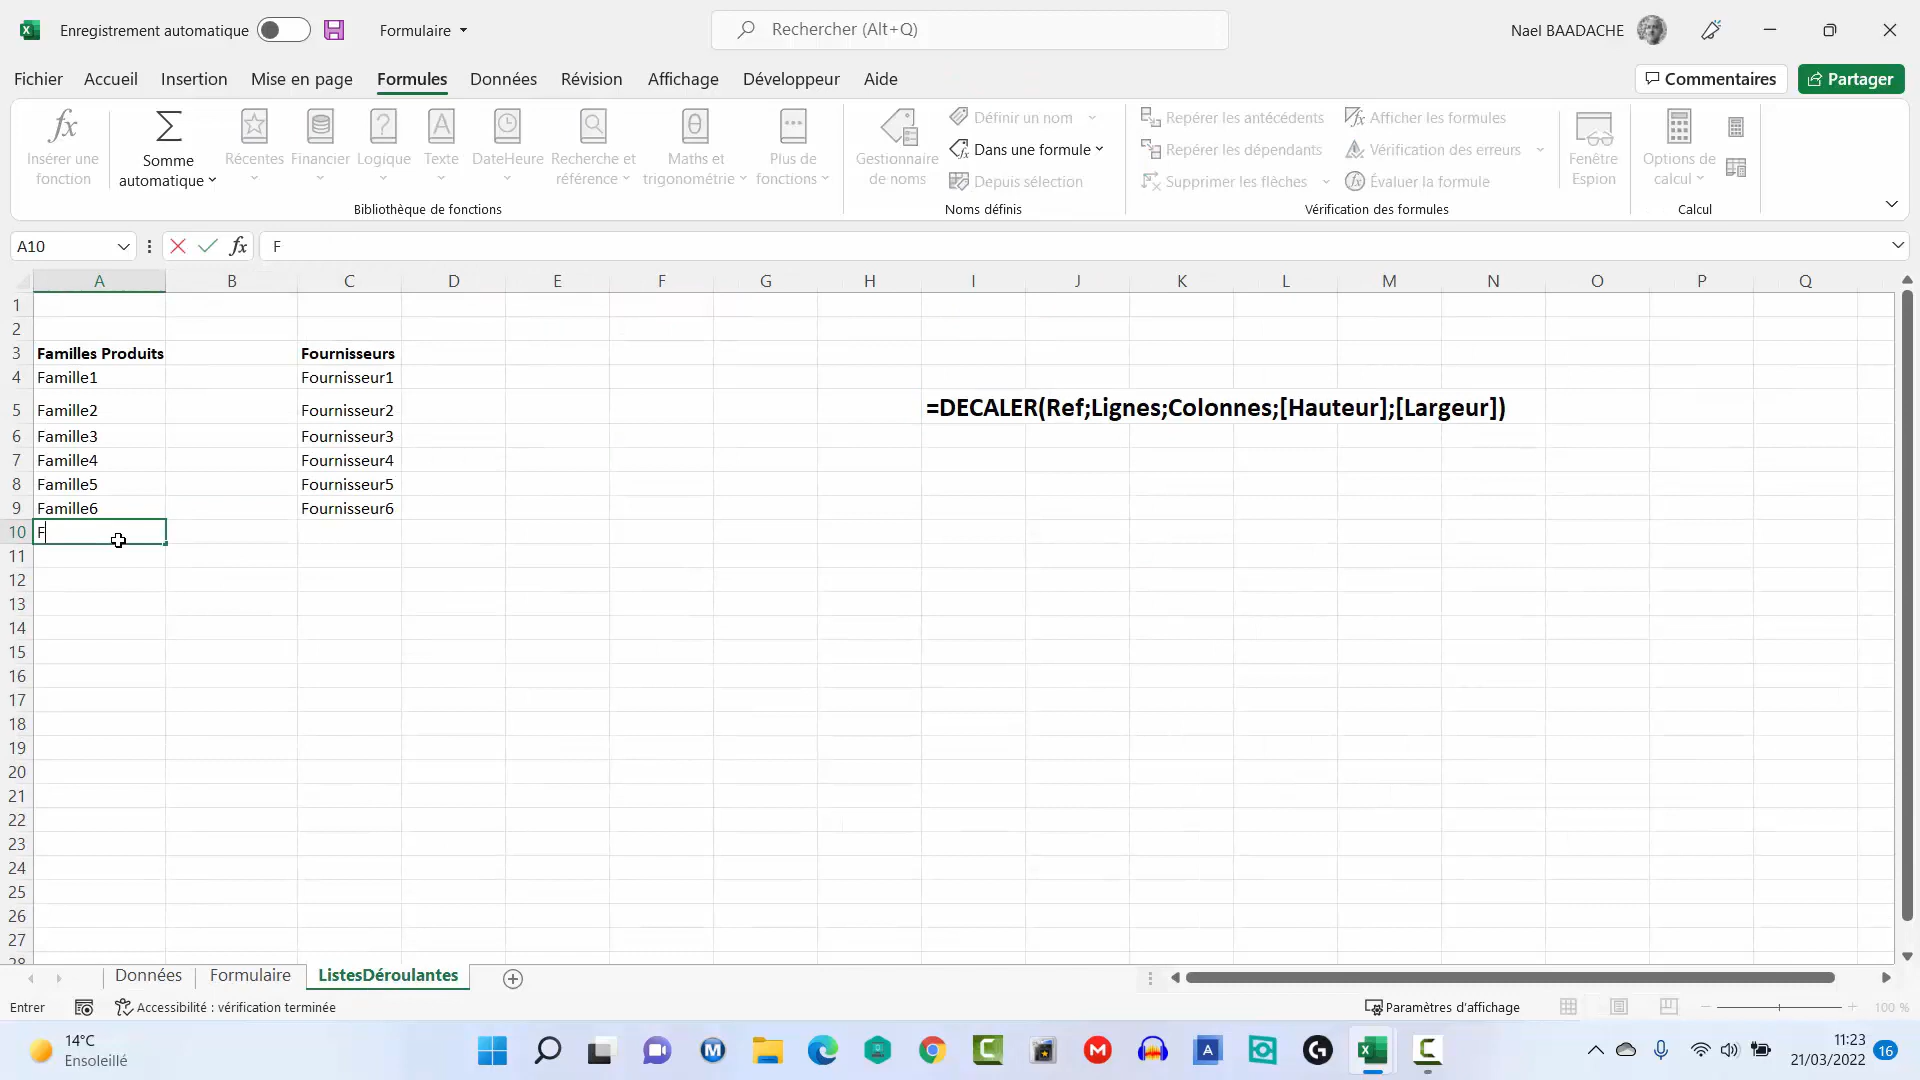 Enregistrement automatique
Formulaire
Rechercher (Alt+Q)
Nael BAADACHE
Fichier Accueil Insertion Mise en page Formules Données Révision Affichage Développeur Aide
Commentaires
Partager
Insérer une fonction
Somme automatique
Récentes
Financier
Logique
Texte
DateHeure
Recherche et référence
Maths et trigonométrie
Plus de fonctions
Bibliothèque de fonctions
Gestionnaire de noms
Définir un nom
Dans une formule
Depuis sélection
Noms définis
Repérer les antécédents
Repérer les dépendants
Supprimer les flèches
Afficher les formules
Vérification des erreurs
Évaluer la formule
Vérification des formules
Fenêtre Espion
Options de calcul
Calcul
A10
fx
F
A B C D E F G H I J K L M N O P Q
1
2
3 Familles Produits Fournisseurs
4 Famille1 Fournisseur1
5 Famille2 Fournisseur2 =DECALER(Ref;Lignes;Colonnes;[Hauteur];[Largeur])
6 Famille3 Fournisseur3
7 Famille4 Fournisseur4
8 Famille5 Fournisseur5
9 Famille6 Fournisseur6
10 F
11
12
13
14
15
16
17
18
19
20
21
22
23
24
25
26
27
28
Données Formulaire ListesDéroulantes
Entrer
Accessibilité : vérification terminée
Paramètres d'affichage
100 %
14°C
Ensoleillé
11:23
21/03/2022
16